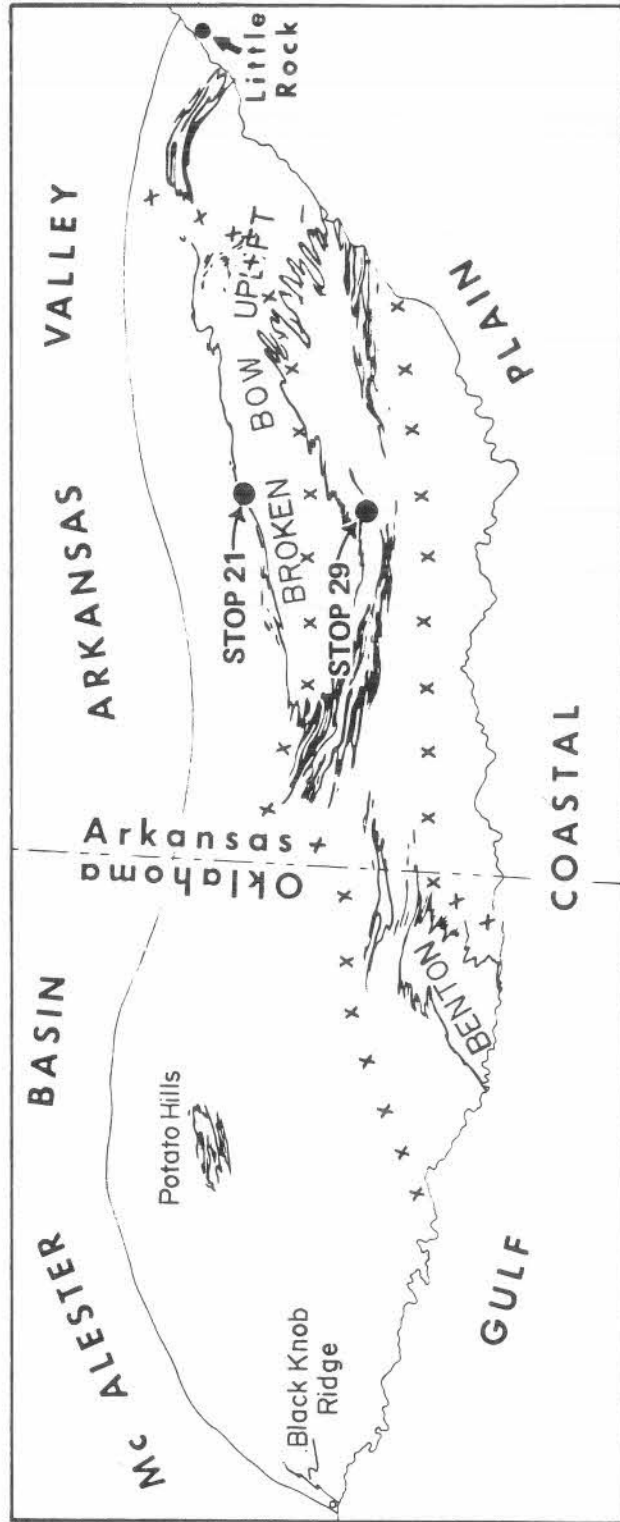 Mc ALESTER BASIN
ARKANSAS VALLEY
Potato Hills
Black Knob
Ridge
Oklahoma
Arkansas
STOP 21
BROKEN BOW
BENTON UPLIFT
STOP 29
Little
Rock
GULF COASTAL PLAIN